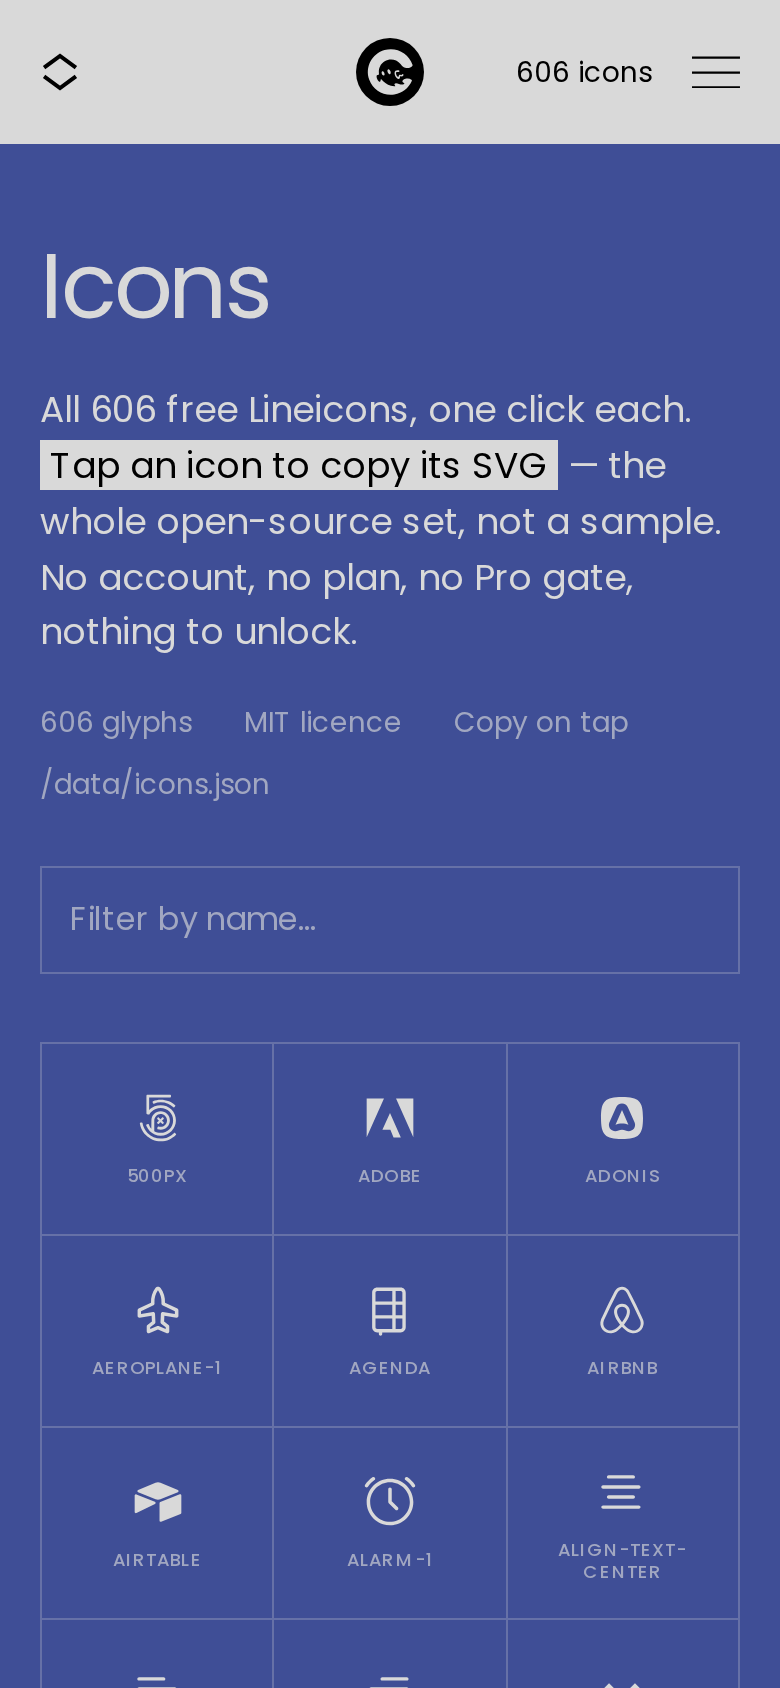 606 icons
Icons
All 606 free Lineicons, one click each.
Tap an icon to copy its SVG — the
whole open-source set, not a sample.
No account, no plan, no Pro gate,
nothing to unlock.
606 glyphs MIT licence Copy on tap
/data/icons.json
Filter by name...
500PX ADOBE ADONIS
AEROPLANE-1 AGENDA AIRBNB
AIRTABLE ALARM-1 ALIGN-TEXT-
CENTER